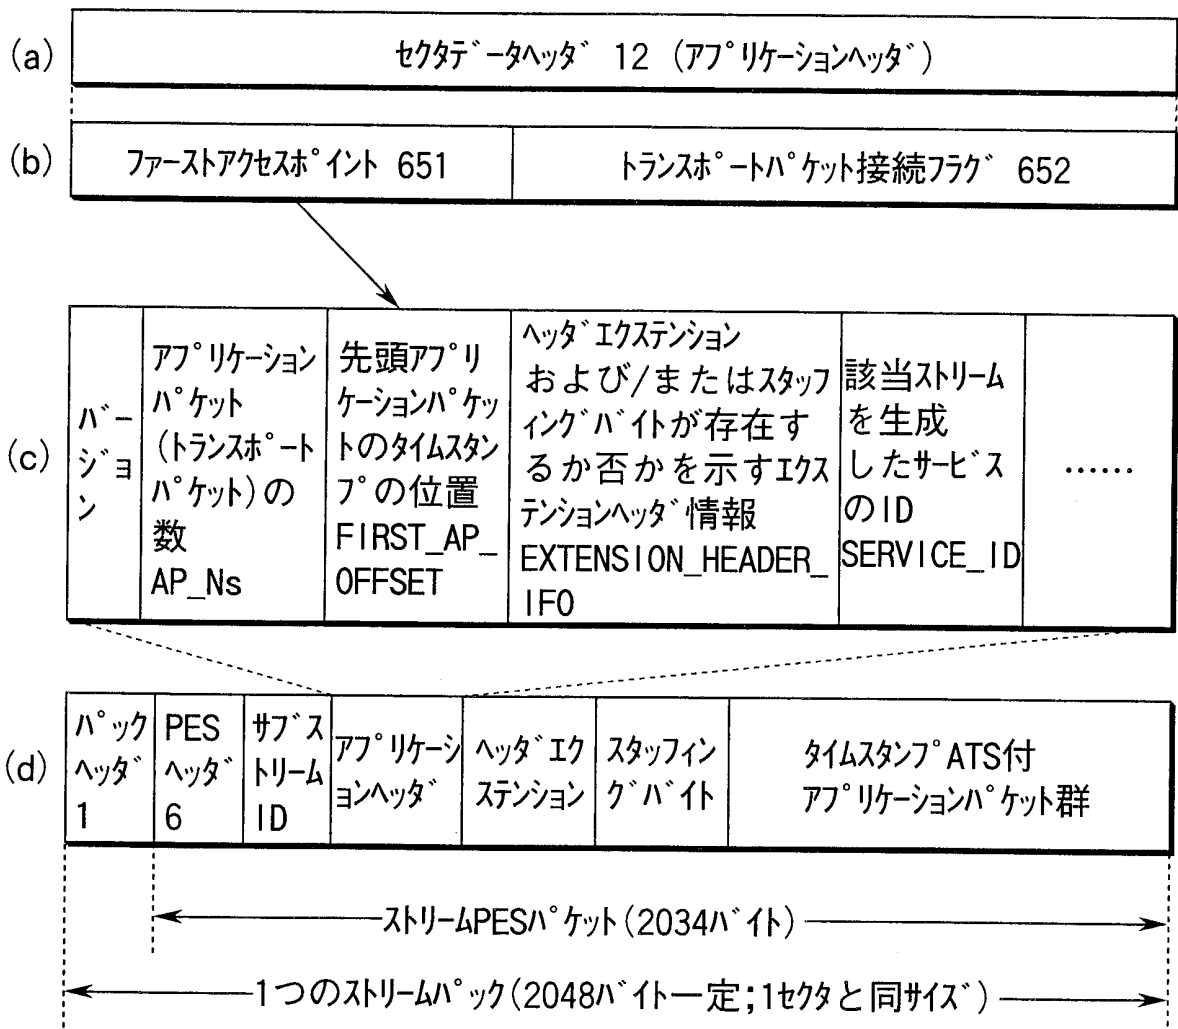 (a)
セクタデータヘッダ 12 (アプリケーションヘッダ)
(b)
ファーストアクセスポイント 651
トランスポートパケット接続フラグ 652
(c)
バー
ジョ
ン
アプリケーション
パケット
(トランスポート
パケット)の
数
AP_Ns
先頭アプリ
ケーションパケッ
トのタイムスタン
プの位置
FIRST_AP_
OFFSET
ヘッダエクステンション
および/またはスタッフ
ィングバイトが存在す
るか否かを示すエクス
テンションヘッダ情報
EXTENSION_HEADER_
IFO
該当ストリーム
を生成
したサービス
のID
SERVICE_ID
……
(d)
パック
ヘッダ
1
PES
ヘッダ
6
サブス
トリーム
ID
アプリケーシ
ョンヘッダ
ヘッダエク
ステンション
スタッフィン
グバイト
タイムスタンプATS付
アプリケーションパケット群
ストリームPESパケット(2034バイト)
1つのストリームパック(2048バイト一定;1セクタと同サイズ)